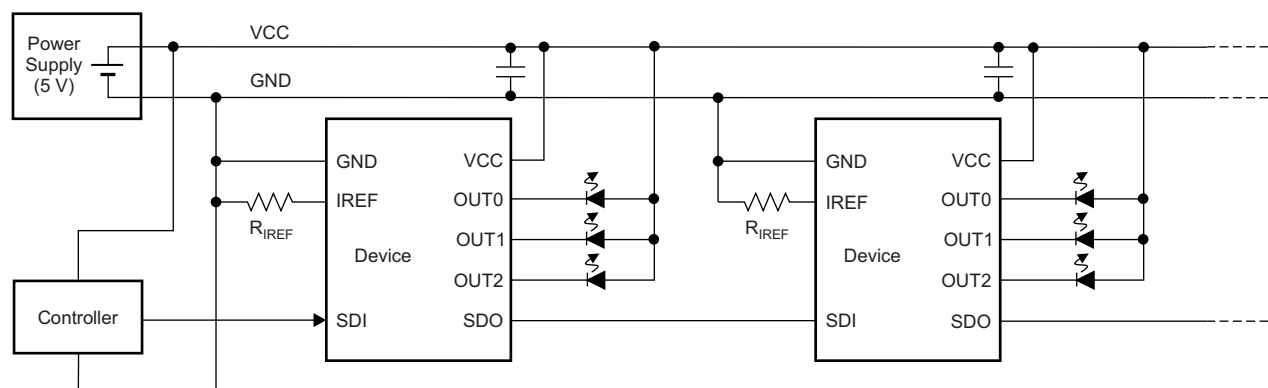 Power
Supply
(5 V)
VCC
GND
GND
IREF
R_IREF
Device
VCC
OUT0
OUT1
OUT2
SDI
SDO
GND
IREF
R_IREF
Device
VCC
OUT0
OUT1
OUT2
SDI
SDO
Controller